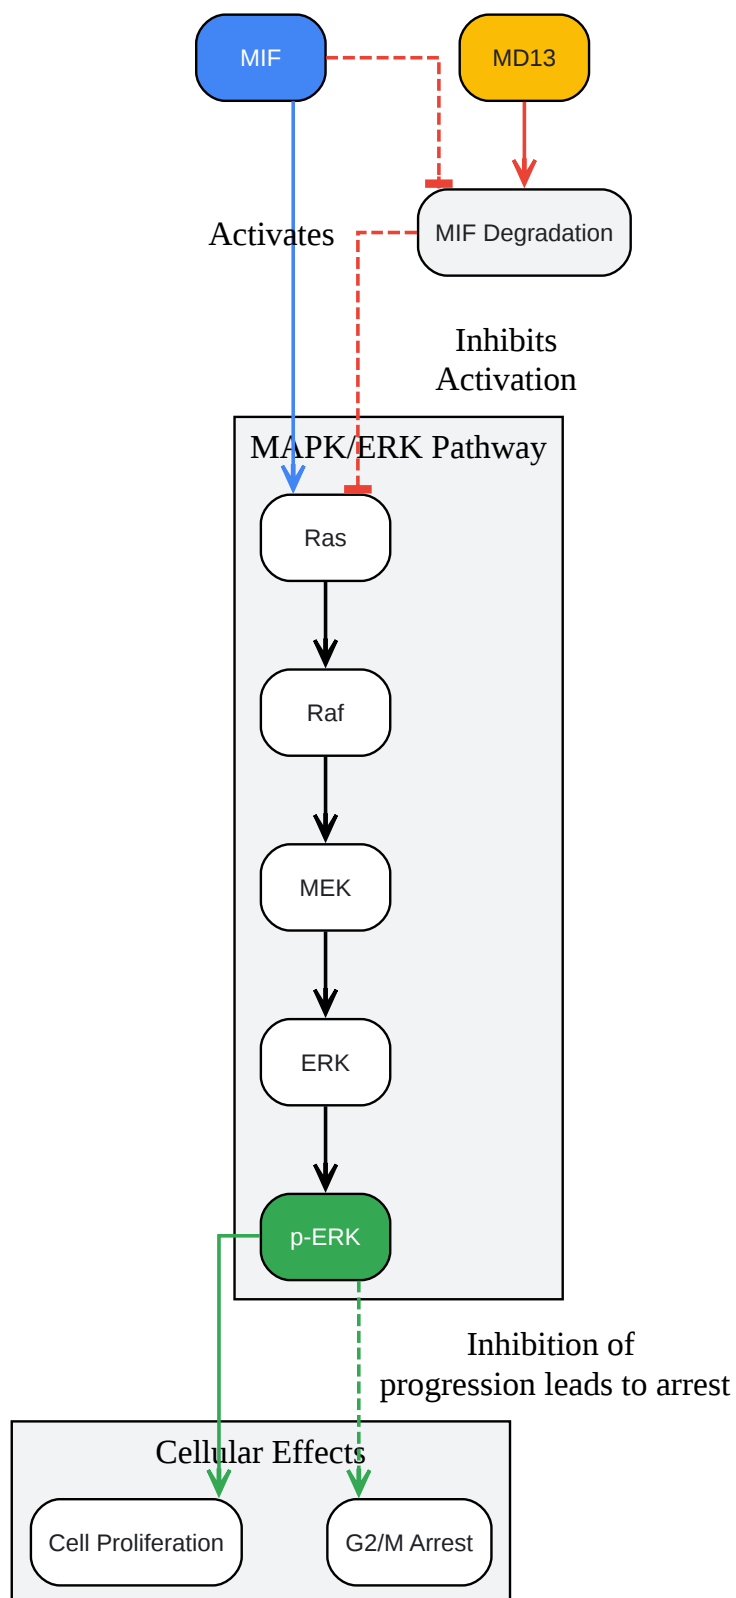 MIF
MD13
Activates
MIF Degradation
Inhibits
Activation
MAPK/ERK Pathway
Ras
Raf
MEK
ERK
p-ERK
Inhibition of
progression leads to arrest
Cellular Effects
Cell Proliferation
G2/M Arrest